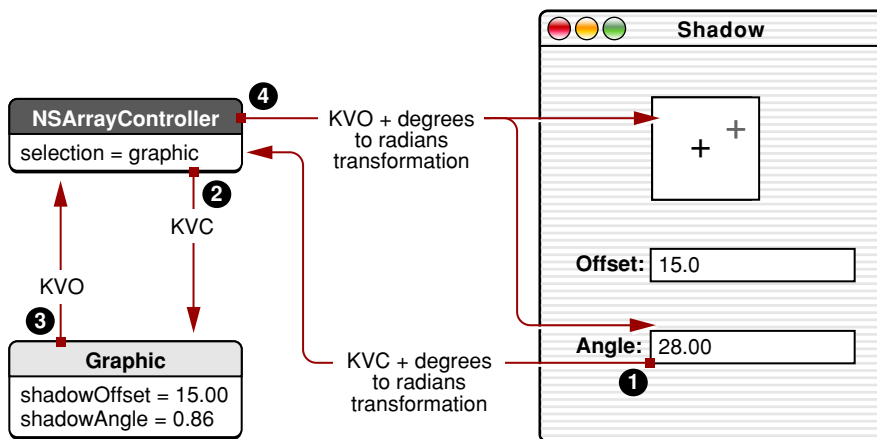 Shadow
4
NSArrayController
selection = graphic
KVO + degrees
to radians
transformation
2
KVC
KVO
3
Offset: 15.0
Graphic
shadowOffset = 15.00
shadowAngle = 0.86
KVC + degrees
to radians
transformation
Angle: 28.00
1